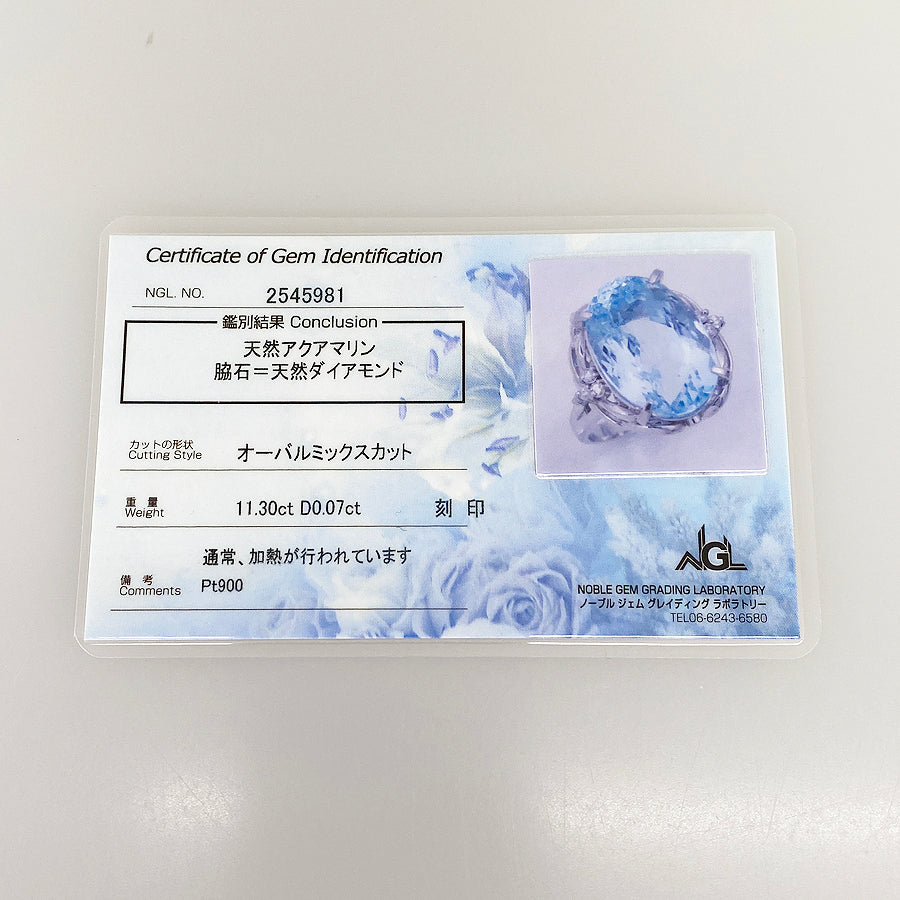 Certificate of Gem Identification
NGL. NO. 2545981
鑑別結果 Conclusion
天然アクアマリン
脇石＝天然ダイアモンド
カットの形状
Cutting Style オーバルミックスカット
重量
Weight 11.30ct D0.07ct 刻印
通常、加熱が行われています
備考
Comments Pt900
NGL
NOBLE GEM GRADING LABORATORY
ノーブル ジェム グレイディング ラボラトリー
TEL06-6243-6580